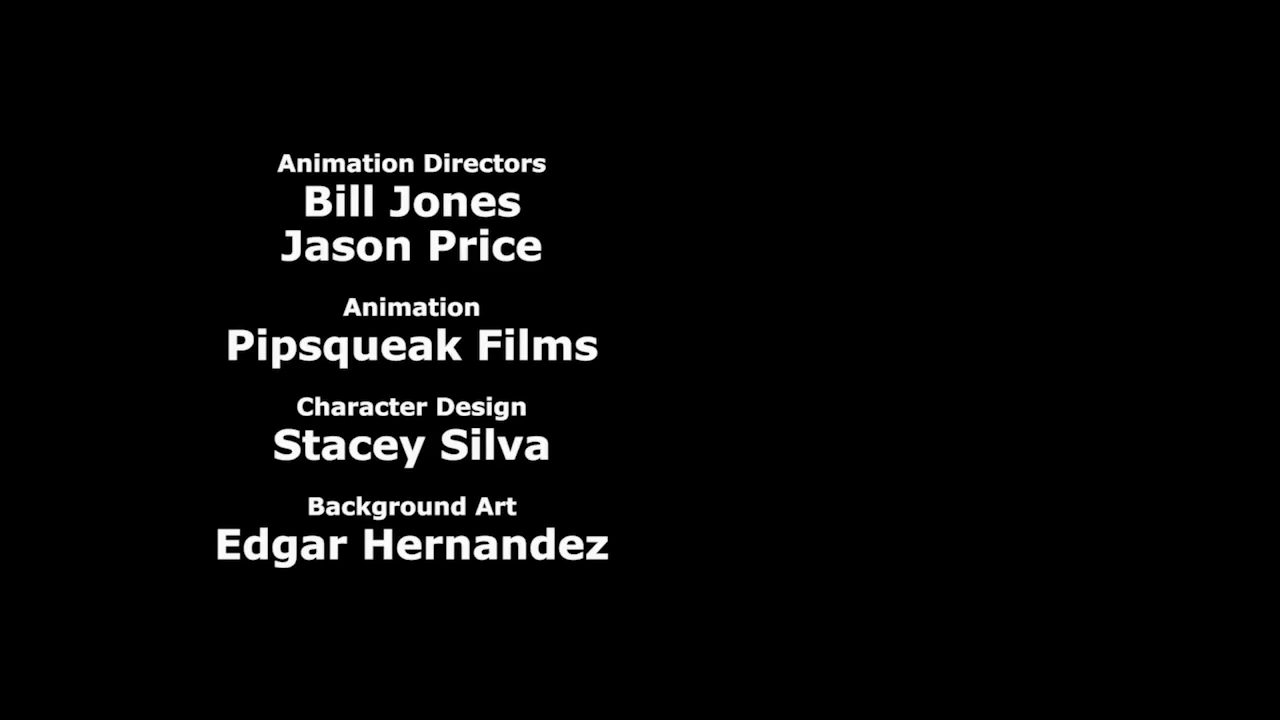 Animation Directors
Bill Jones
Jason Price
Animation
Pipsqueak Films
Character Design
Stacey Silva
Background Art
Edgar Hernandez